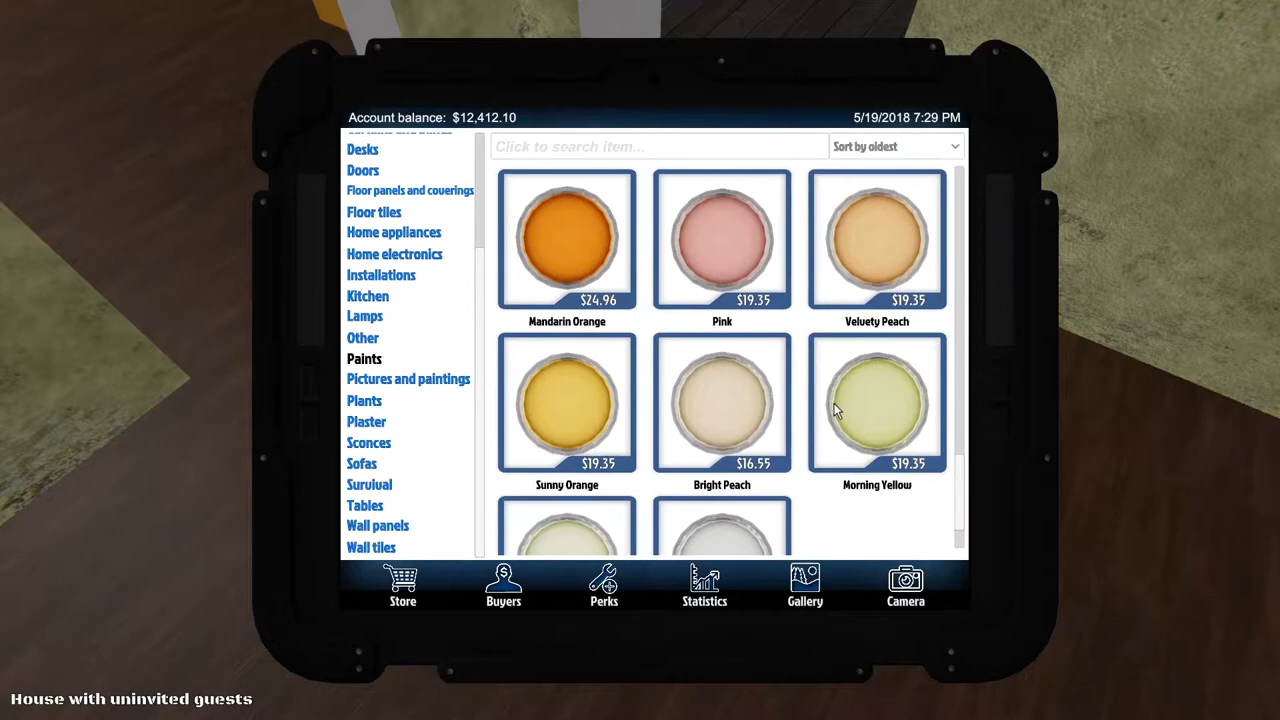 Account balance: $12,412.10
5/19/2018 7:29 PM
Desks
Doors
Floor panels and coverings
Floor tiles
Home appliances
Home electronics
Installations
Kitchen
Lamps
Other
Paints
Pictures and paintings
Plants
Plaster
Sconces
Sofas
Survival
Tables
Wall panels
Wall tiles
Click to search item...
Sort by oldest
$24.96
$19.35
$19.35
Mandarin Orange
Pink
Velvety Peach
$19.35
$16.55
$19.35
Sunny Orange
Bright Peach
Morning Yellow
Store
Buyers
Perks
Statistics
Gallery
Camera
House with uninvited guests